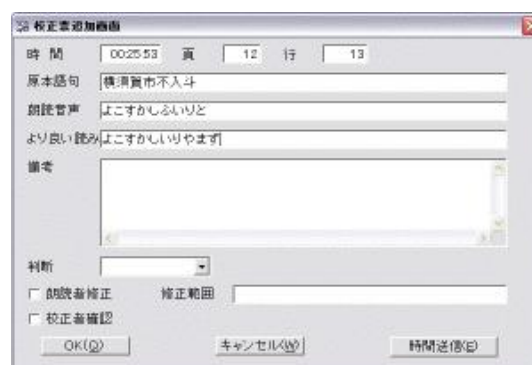 校正票追加画面
時間 00:25:53 頁 12 行 13
原本語句 横須賀市不入斗
朗読音声 よこすかしふいりと
より良い読み よこすかしいりやまず
備考
判断
朗読者修正 修正範囲
校正者確認
OK(O) キャンセル(W) 時間送信(E)